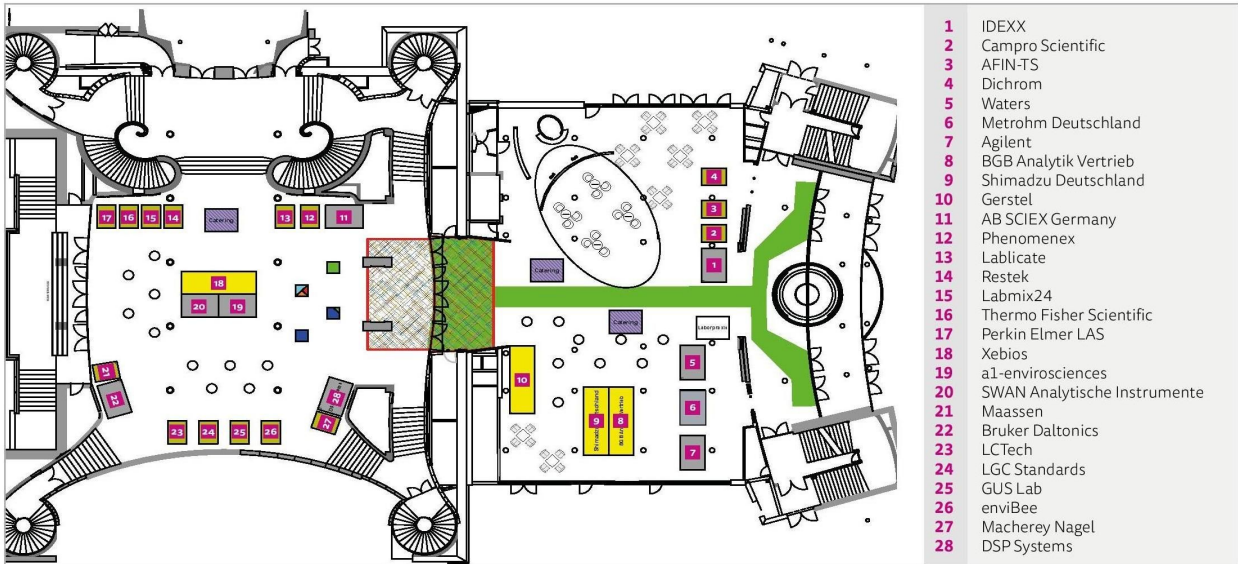 17 16 15 14
Catering
13 12 11
18
20 19
21
22
28
27
23 24 25 26
4
3
2
1
Catering
Catering
Laborpraxis
5
10
6
9 8
7
1 IDEXX
2 Campro Scientific
3 AFIN-TS
4 Dichrom
5 Waters
6 Metrohm Deutschland
7 Agilent
8 BGB Analytik Vertrieb
9 Shimadzu Deutschland
10 Gerstel
11 AB SCIEX Germany
12 Phenomenex
13 Lablicate
14 Restek
15 Labmix24
16 Thermo Fisher Scientific
17 Perkin Elmer LAS
18 Xebios
19 a1-envirosciences
20 SWAN Analytische Instrumente
21 Maassen
22 Bruker Daltonics
23 LCTech
24 LGC Standards
25 GUS Lab
26 enviBee
27 Macherey Nagel
28 DSP Systems